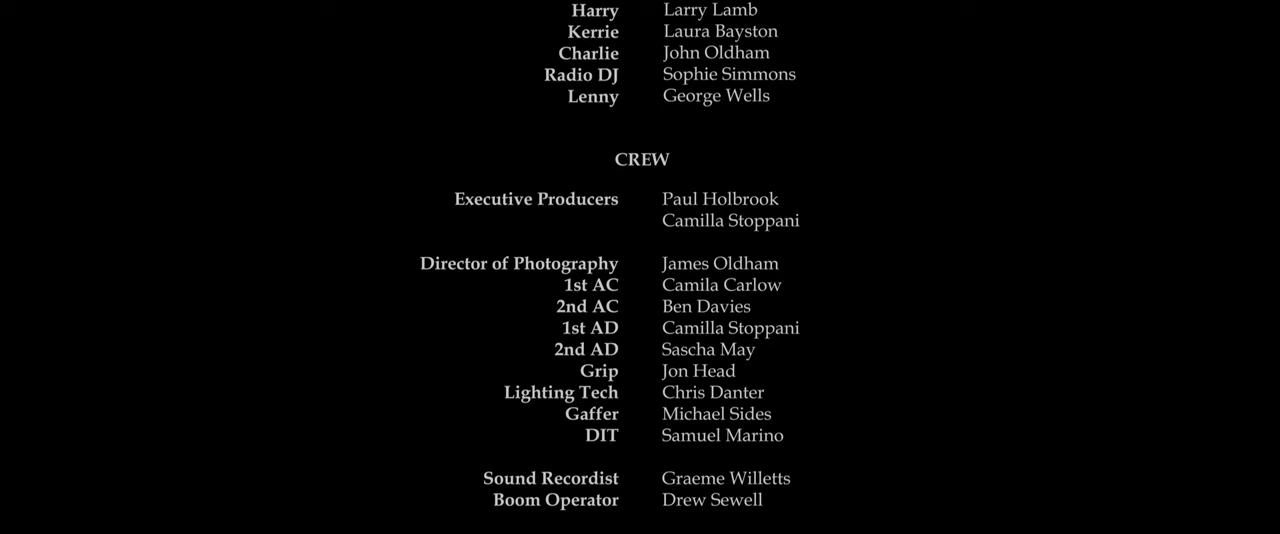 Harry Larry Lamb
Kerrie Laura Bayston
Charlie John Oldham
Radio DJ Sophie Simmons
Lenny George Wells
CREW
Executive Producers Paul Holbrook
Camilla Stoppani
Director of Photography James Oldham
1st AC Camila Carlow
2nd AC Ben Davies
1st AD Camilla Stoppani
2nd AD Sascha May
Grip Jon Head
Lighting Tech Chris Danter
Gaffer Michael Sides
DIT Samuel Marino
Sound Recordist Graeme Willetts
Boom Operator Drew Sewell